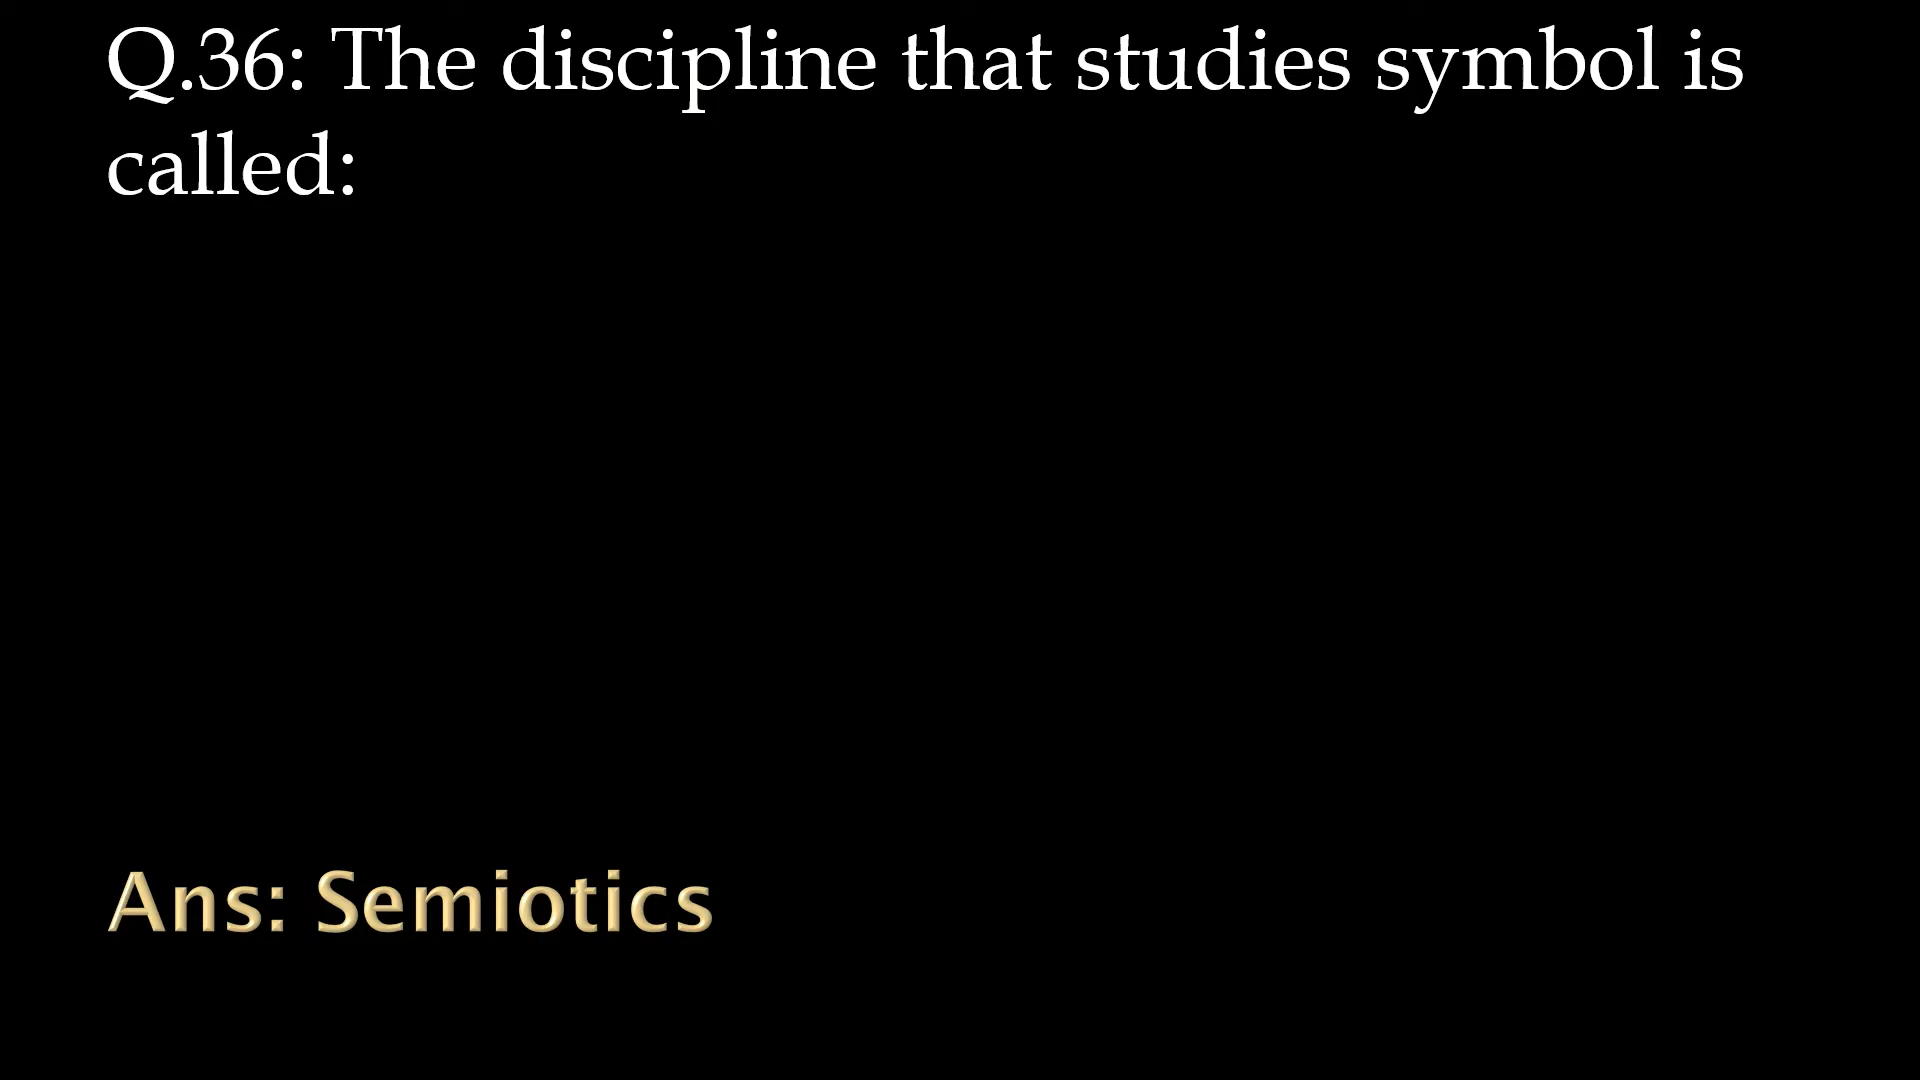 Q.36: The discipline that studies symbol is
called:
Ans: Semiotics